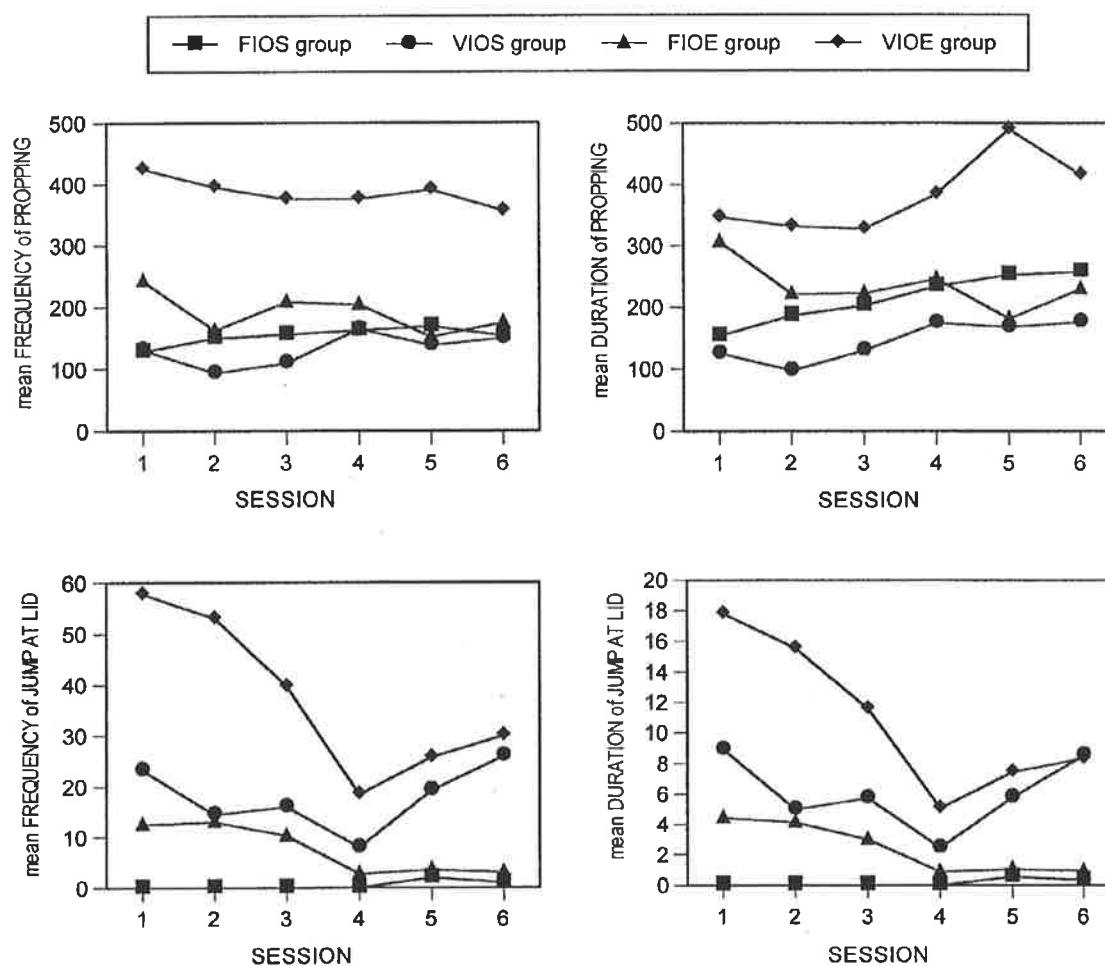 FIOS group VIOS group FIOE group VIOE group
mean FREQUENCY of PROPPING
500
400
300
200
100
0
1 2 3 4 5 6
SESSION
mean DURATION of PROPPING
500
400
300
200
100
0
1 2 3 4 5 6
SESSION
mean FREQUENCY of JUMP AT LID
60
50
40
30
20
10
0
1 2 3 4 5 6
SESSION
mean DURATION of JUMP AT LID
20
18
16
14
12
10
8
6
4
2
0
1 2 3 4 5 6
SESSION